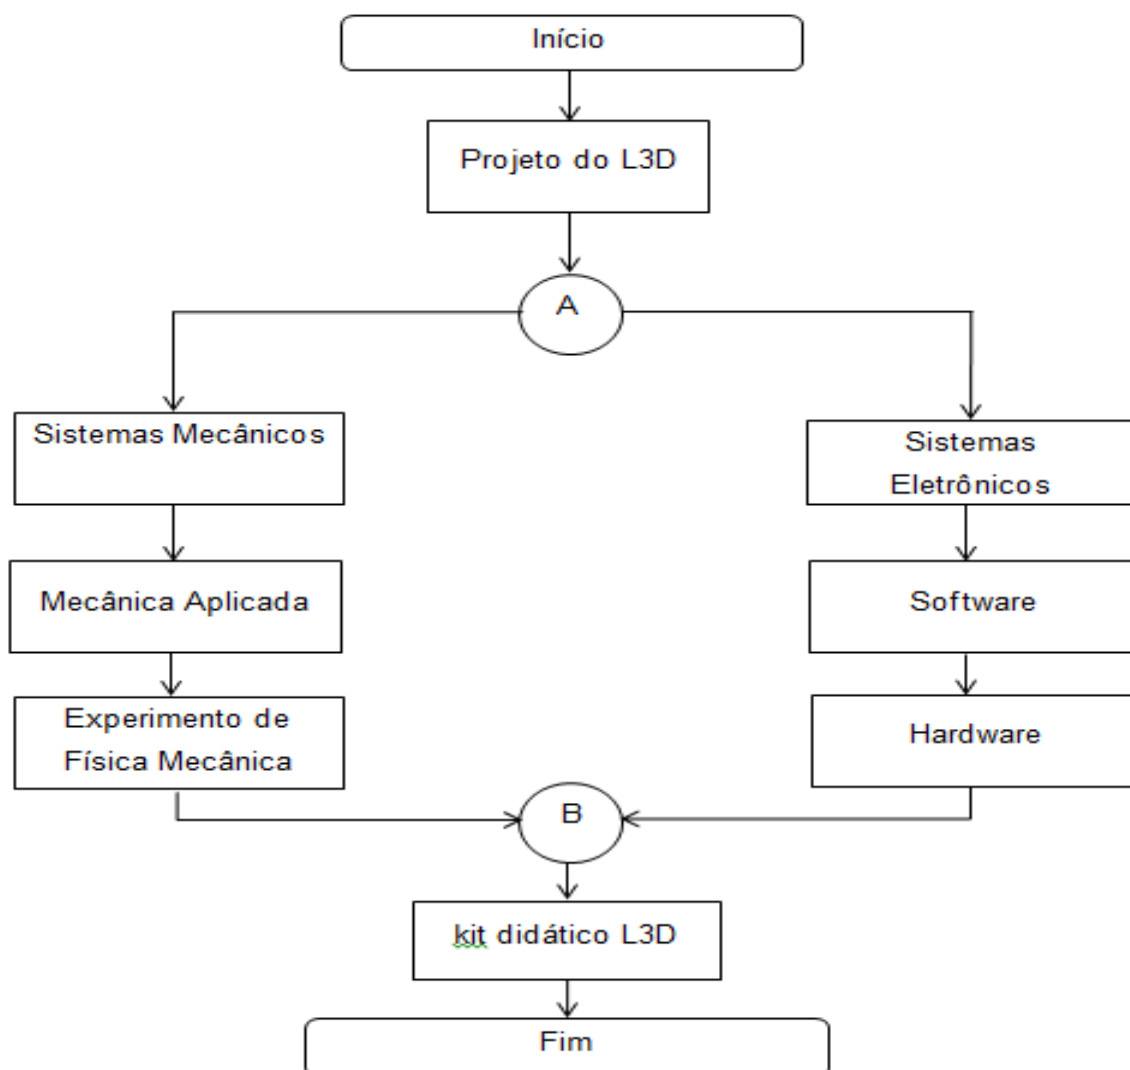 Início
Projeto do L3D
A
Sistemas Mecânicos
Sistemas
Eletrônicos
Mecânica Aplicada
Software
Experimento de
Física Mecânica
Hardware
B
kit didático L3D
Fim